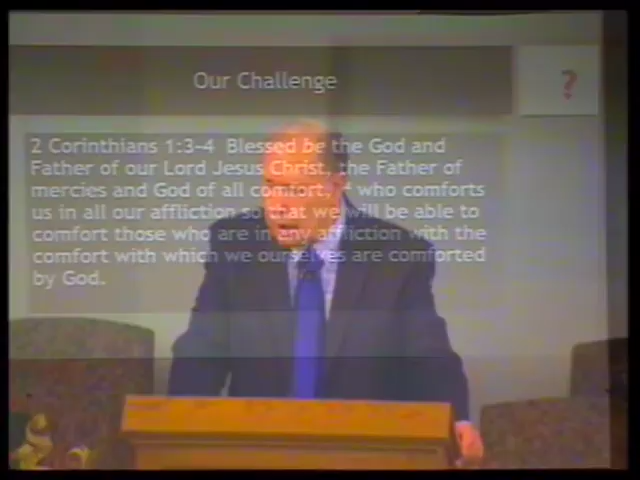 Our Challenge
?
2 Corinthians 1:3-4 Blessed be the God and
Father of our Lord Jesus Christ, the Father of
mercies and God of all comfort, 4 who comforts
us in all our affliction so that we will be able to
comfort those who are in any affliction with the
comfort with which we ourselves are comforted
by God.